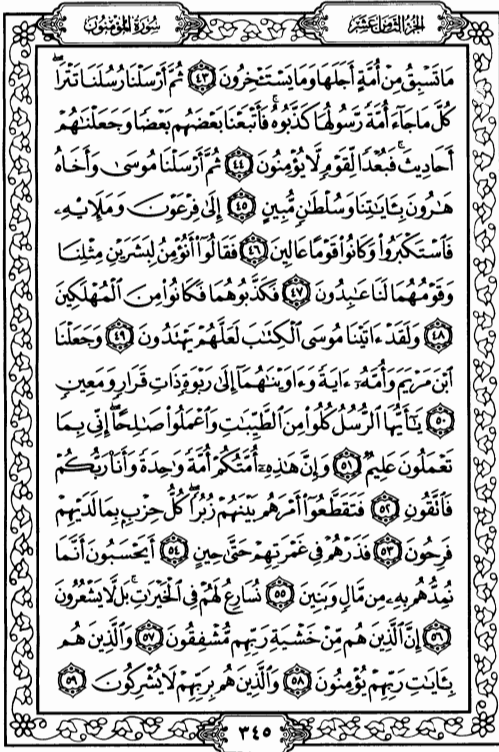 الجزء الثامن عشر
سورة المؤمنون
مَا تَسْبِقُ مِنْ أُمَّةٍ أَجَلَهَا وَمَا يَسْتَـْٔخِرُونَ ٤٣ ثُمَّ أَرْسَلْنَا رُسُلَنَا تَتْرَا ۖ
كُلَّ مَا جَآءَ أُمَّةً رَّسُولُهَا كَذَّبُوهُ ۚ فَأَتْبَعْنَا بَعْضَهُم بَعْضًا وَجَعَلْنَٰهُمْ
أَحَادِيثَ ۚ فَبُعْدًا لِّقَوْمٍ لَّا يُؤْمِنُونَ ٤٤ ثُمَّ أَرْسَلْنَا مُوسَىٰ وَأَخَاهُ
هَٰرُونَ بِـَٔايَٰتِنَا وَسُلْطَٰنٍ مُّبِينٍ ٤٥ إِلَىٰ فِرْعَوْنَ وَمَلَإِي۟هِۦ
فَٱسْتَكْبَرُوا۟ وَكَانُوا۟ قَوْمًا عَالِينَ ٤٦ فَقَالُوٓا۟ أَنُؤْمِنُ لِبَشَرَيْنِ مِثْلِنَا
وَقَوْمُهُمَا لَنَا عَٰبِدُونَ ٤٧ فَكَذَّبُوهُمَا فَكَانُوا۟ مِنَ ٱلْمُهْلَكِينَ
٤٨ وَلَقَدْ ءَاتَيْنَا مُوسَى ٱلْكِتَٰبَ لَعَلَّهُمْ يَهْتَدُونَ ٤٩ وَجَعَلْنَا
ٱبْنَ مَرْيَمَ وَأُمَّهُۥٓ ءَايَةً وَءَاوَيْنَٰهُمَآ إِلَىٰ رَبْوَةٍ ذَاتِ قَرَارٍ وَمَعِينٍ
٥٠ يَٰٓأَيُّهَا ٱلرُّسُلُ كُلُوا۟ مِنَ ٱلطَّيِّبَٰتِ وَٱعْمَلُوا۟ صَٰلِحًا ۖ إِنِّى بِمَا
تَعْمَلُونَ عَلِيمٌ ٥١ وَإِنَّ هَٰذِهِۦٓ أُمَّتُكُمْ أُمَّةً وَٰحِدَةً وَأَنَا۠ رَبُّكُمْ
فَٱتَّقُونِ ٥٢ فَتَقَطَّعُوٓا۟ أَمْرَهُم بَيْنَهُمْ زُبُرًا ۖ كُلُّ حِزْبٍۭ بِمَا لَدَيْهِمْ
فَرِحُونَ ٥٣ فَذَرْهُمْ فِى غَمْرَتِهِمْ حَتَّىٰ حِينٍ ٥٤ أَيَحْسَبُونَ أَنَّمَا
نُمِدُّهُم بِهِۦ مِن مَّالٍ وَبَنِينَ ٥٥ نُسَارِعُ لَهُمْ فِى ٱلْخَيْرَٰتِ ۚ بَل لَّا يَشْعُرُونَ
٥٦ إِنَّ ٱلَّذِينَ هُم مِّنْ خَشْيَةِ رَبِّهِم مُّشْفِقُونَ ٥٧ وَٱلَّذِينَ هُم
بِـَٔايَٰتِ رَبِّهِمْ يُؤْمِنُونَ ٥٨ وَٱلَّذِينَ هُم بِرَبِّهِمْ لَا يُشْرِكُونَ ٥٩
٣٤٥